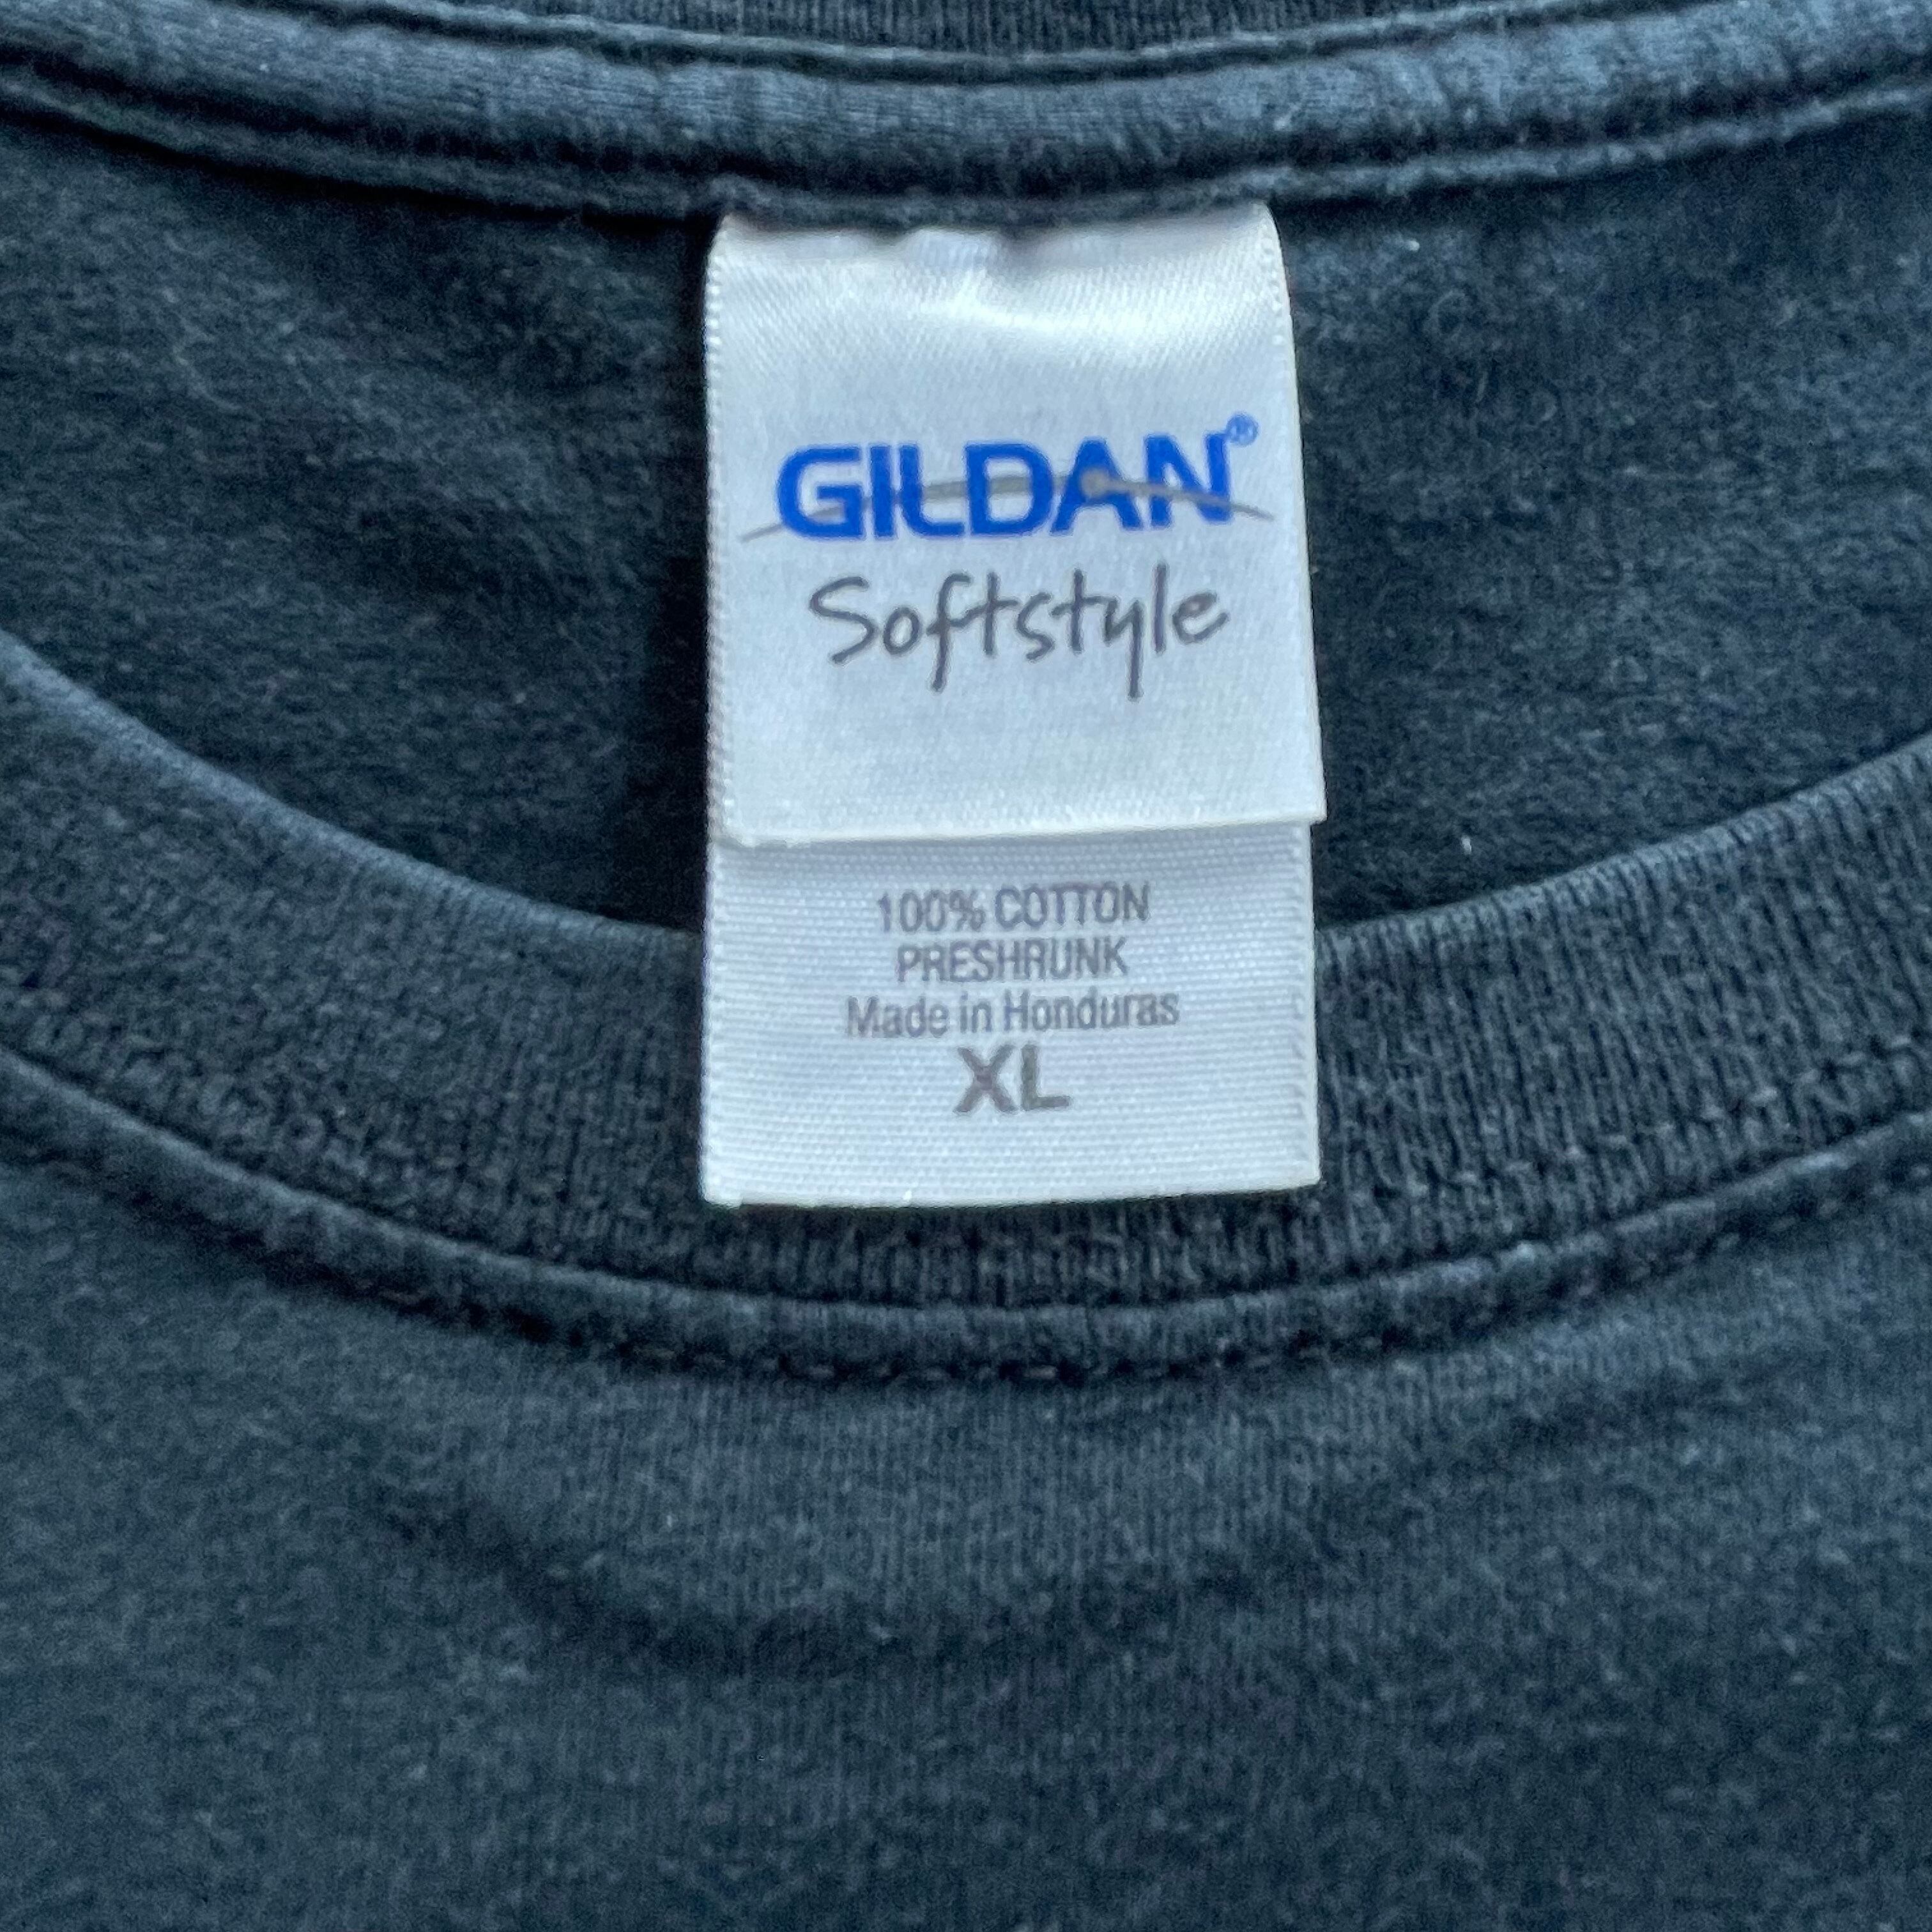 GILDAN®
Softstyle
100% COTTON
PRESHRUNK
Made in Honduras
XL